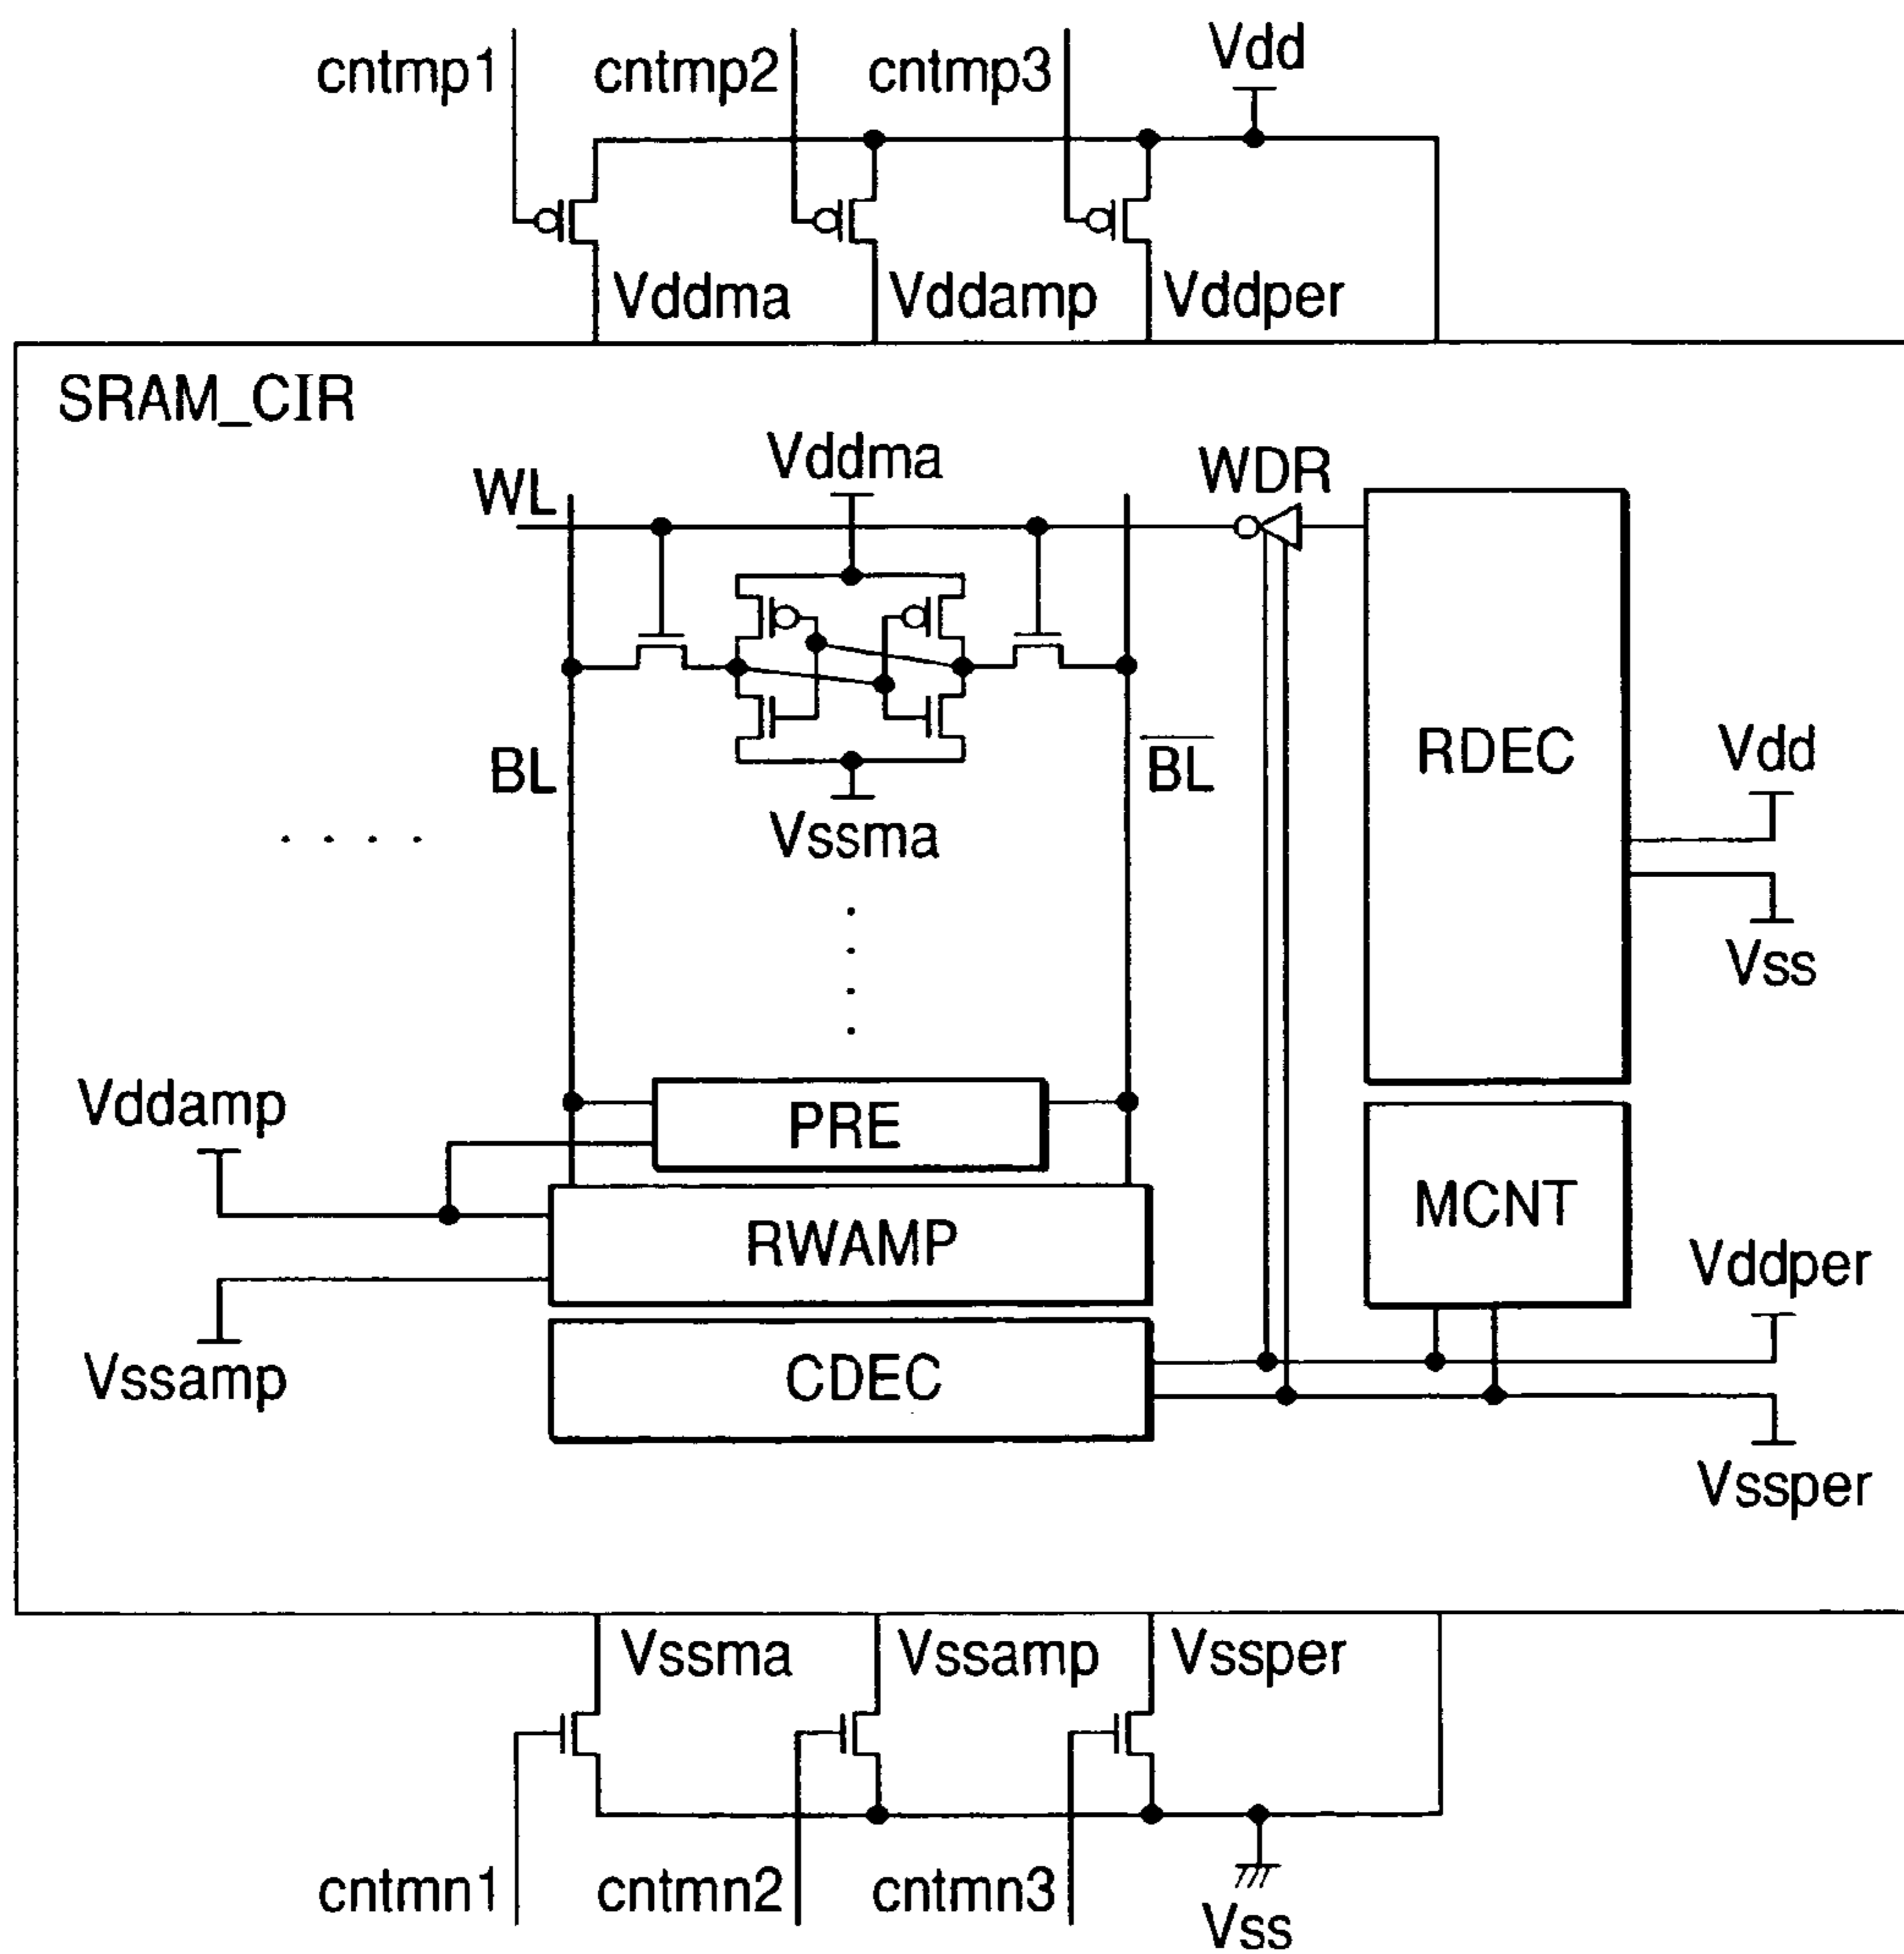 cntmp1 cntmp2 cntmp3 Vdd
Vddma Vddamp Vddper
SRAM_CIR
Vddma WDR
WL
RDEC
Vdd
BL
BL
Vssma
Vss
Vddamp
PRE
MCNT
RWAMP
Vddper
Vssamp
CDEC
Vssper
Vssma Vssamp Vssper
cntmn1 cntmn2 cntmn3
Vss